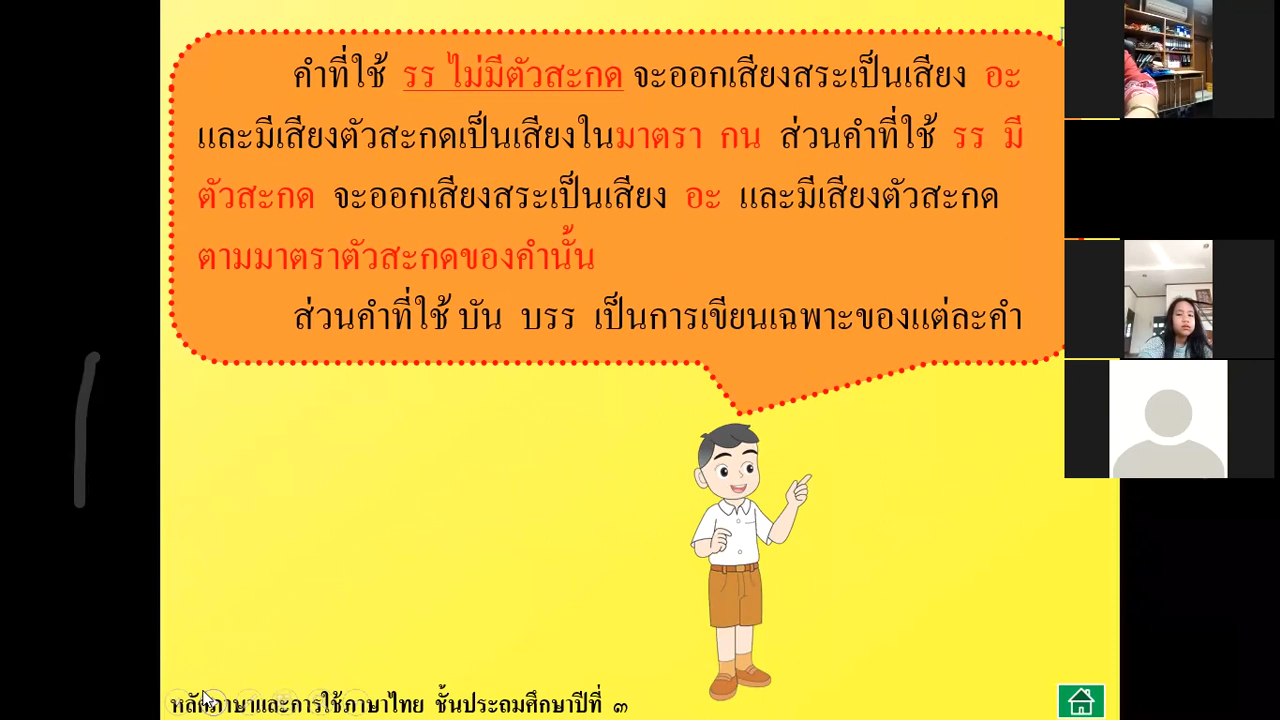 คำที่ใช้ รร ไม่มีตัวสะกด จะออกเสียงสระเป็นเสียง อะ
และมีเสียงตัวสะกดเป็นเสียงในมาตรา กน ส่วนคำที่ใช้ รร มี
ตัวสะกด จะออกเสียงสระเป็นเสียง อะ และมีเสียงตัวสะกด
ตามมาตราตัวสะกดของคำนั้น
ส่วนคำที่ใช้ บัน บรร เป็นการเขียนเฉพาะของแต่ละคำ
หลักภาษาและการใช้ภาษาไทย ชั้นประถมศึกษาปีที่ ๓